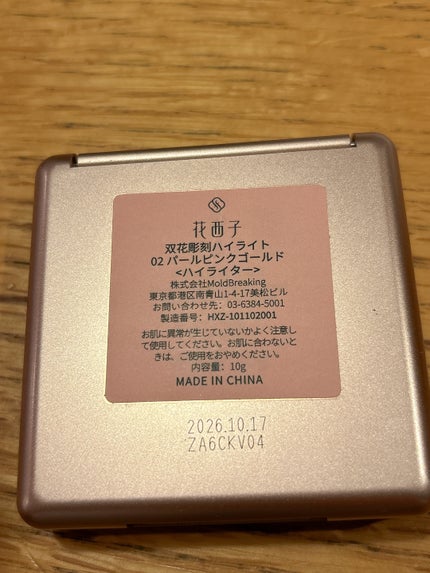 花西子
双花彫刻ハイライト
02 パールピンクゴールド
<ハイライター>
株式会社MoldBreaking
東京都港区南青山1-4-17美松ビル
お問い合わせ先：03-6384-5001
製造番号：HXZ-101102001
お肌に異常が生じていないかよく注意し
て使用してください。お肌に合わないと
きは、ご使用をおやめください。
内容量：10g
MADE IN CHINA
2026.10.17
ZA6CKV04